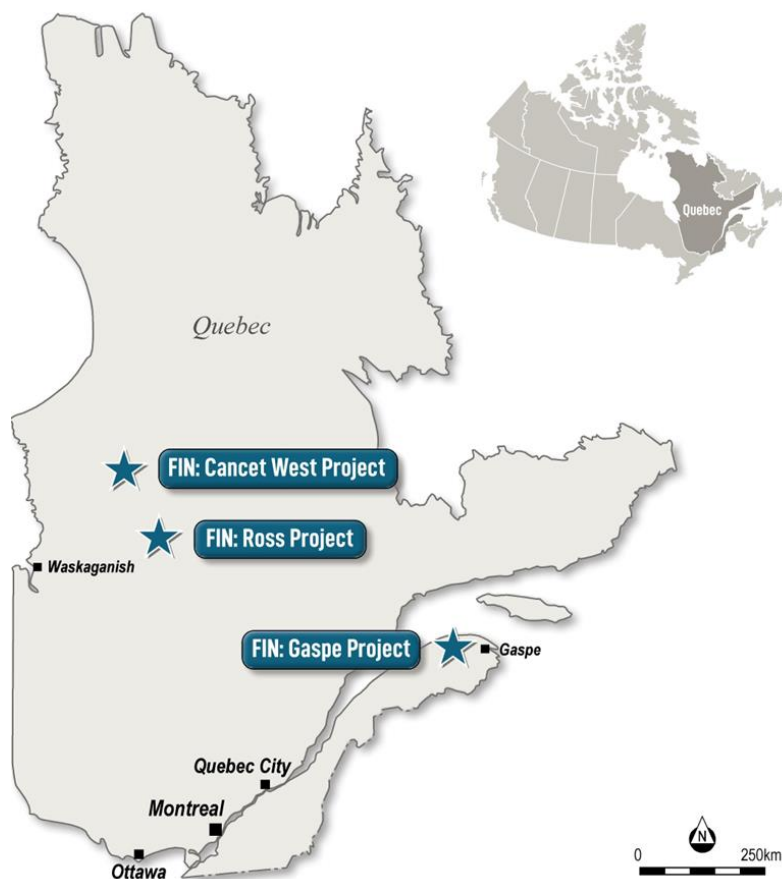 Quebec
Quebec
FIN: Cancet West Project
FIN: Ross Project
Waskaganish
FIN: Gaspe Project
Gaspe
Quebec City
Montreal
Ottawa
N
0 250km